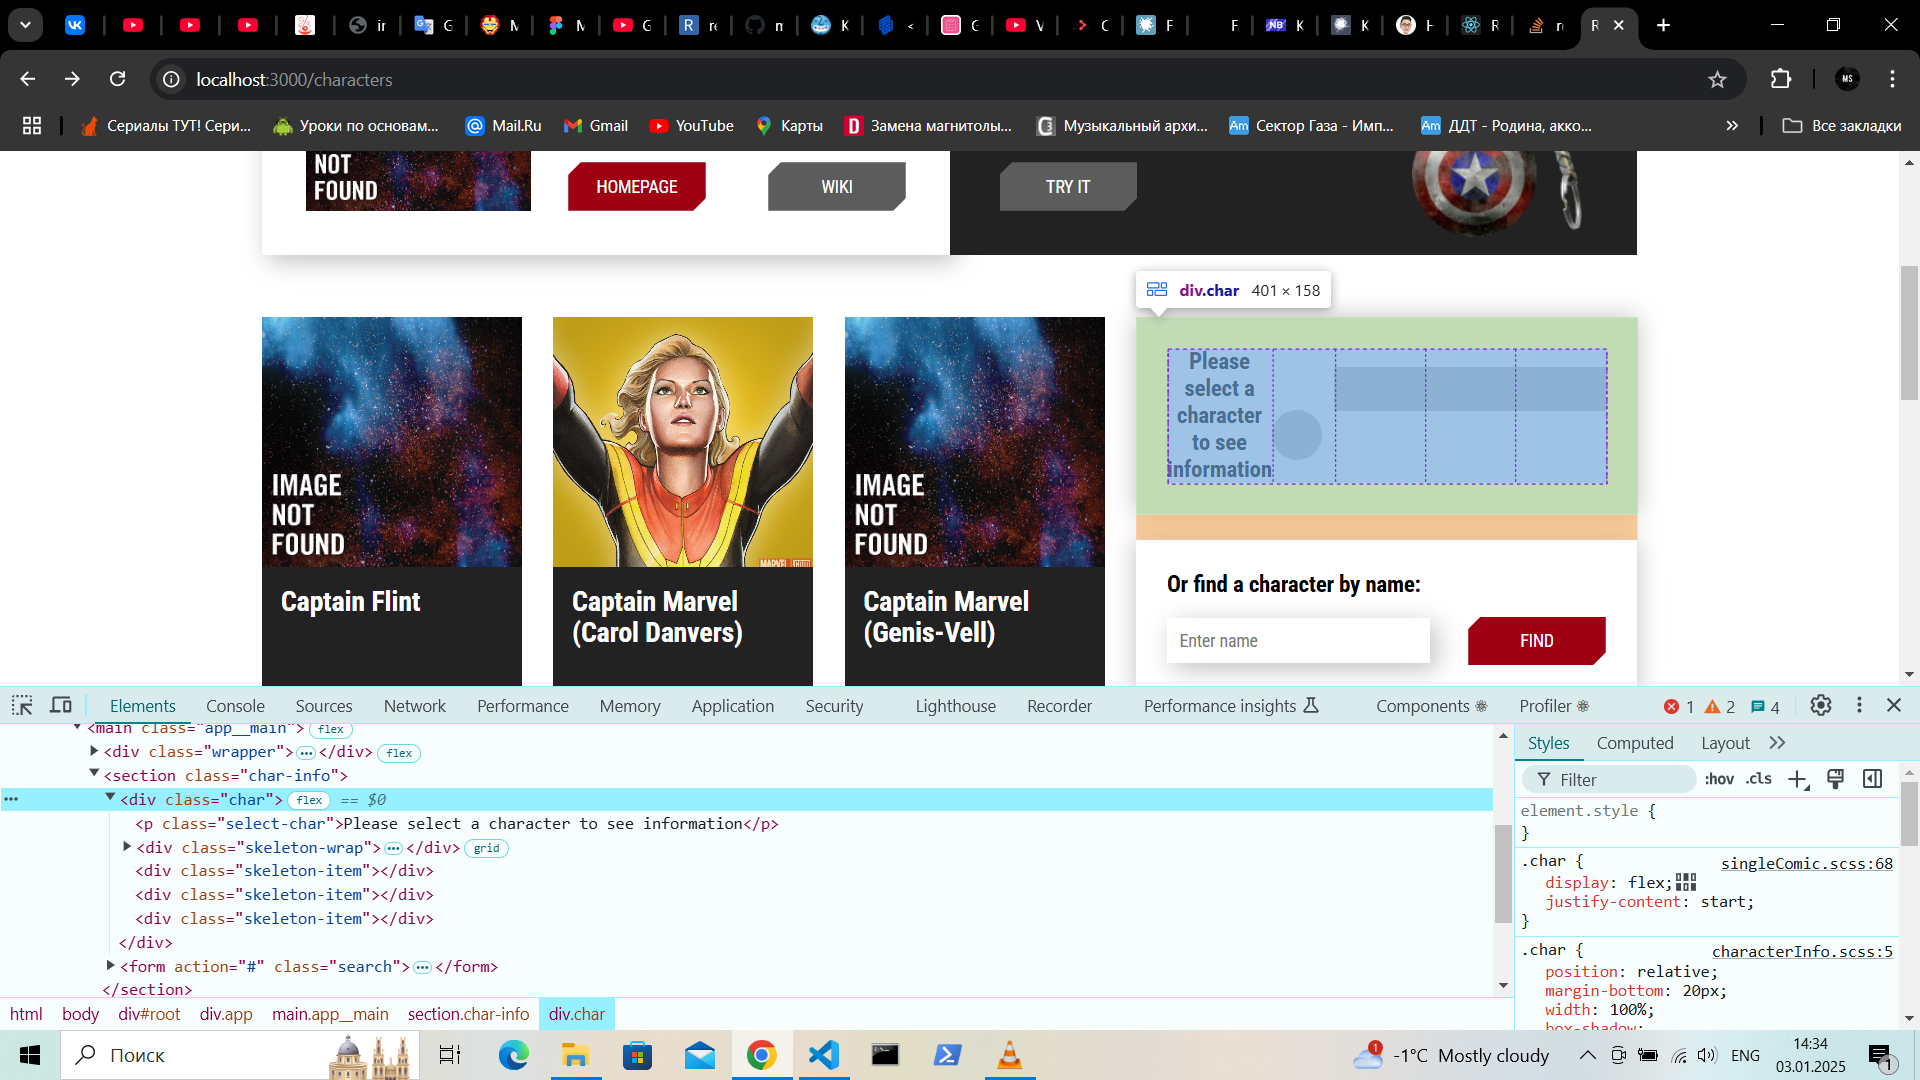 localhost:3000/characters
Сериалы ТУТ! Сери...
Уроки по основам...
Mail.Ru
Gmail
YouTube
Карты
Замена магнитолы...
Музыкальный архи...
Сектор Газа - Имп...
ДДТ - Родина, акко...
Все закладки
NOT
FOUND
HOMEPAGE
WIKI
TRY IT
div.char 401 × 158
IMAGE
NOT
FOUND
Captain Flint
MARVEL.COM
Captain Marvel
(Carol Danvers)
IMAGE
NOT
FOUND
Captain Marvel
(Genis-Vell)
Please
select a
character
to see
information
Or find a character by name:
Enter name
FIND
Elements Console Sources Network Performance Memory Application Security Lighthouse Recorder Performance insights Components Profiler 1 2 4
<main class="app__main"> flex
<div class="wrapper">…</div> flex
<section class="char-info">
<div class="char"> flex == $0
<p class="select-char">Please select a character to see information</p>
<div class="skeleton-wrap">…</div> grid
<div class="skeleton-item"></div>
<div class="skeleton-item"></div>
<div class="skeleton-item"></div>
</div>
<form action="#" class="search">…</form>
</section>
html body div#root div.app main.app__main section.char-info div.char
Styles Computed Layout
Filter :hov .cls
element.style {
}
.char { singleComic.scss:68
display: flex;
justify-content: start;
}
.char { characterInfo.scss:5
position: relative;
margin-bottom: 20px;
width: 100%;
box-shadow:
Поиск
1
-1°C Mostly cloudy
ENG
14:34
03.01.2025
1